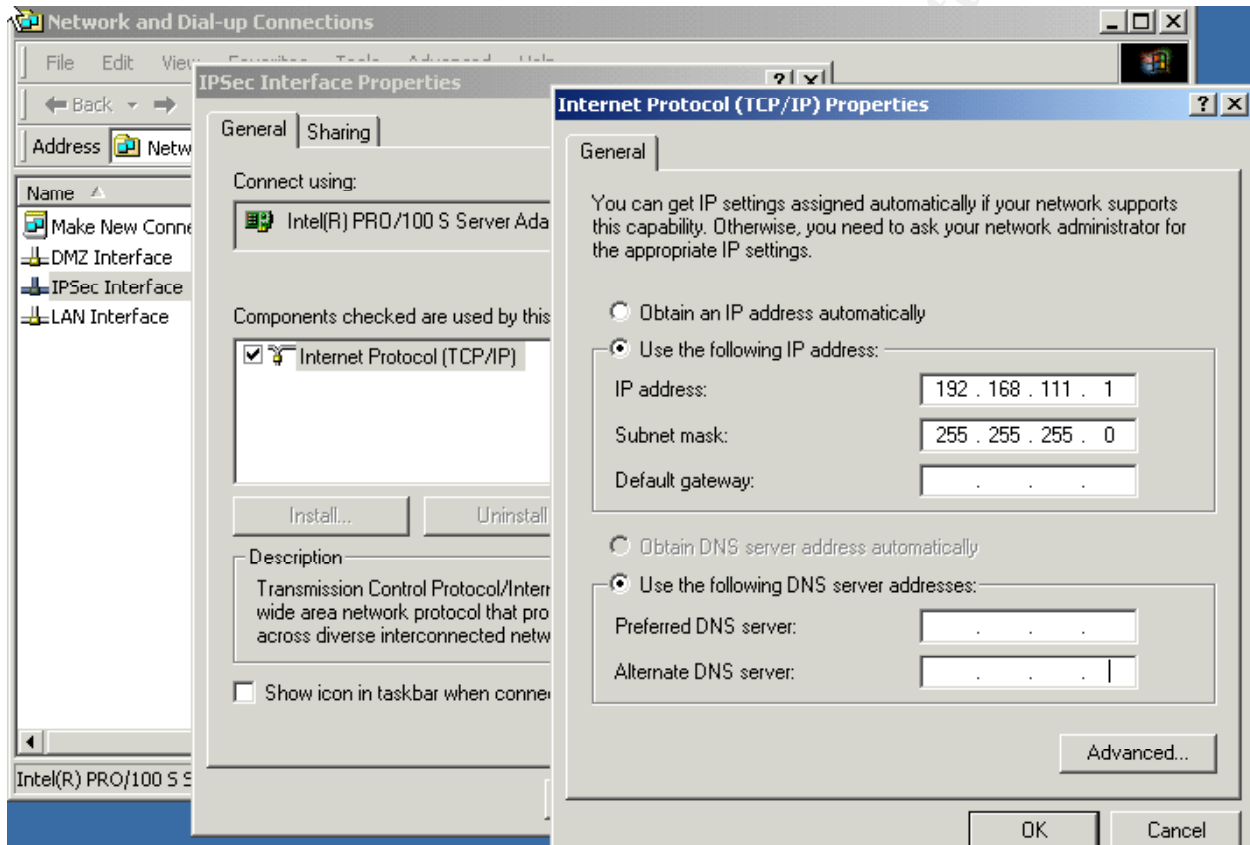 Network and Dial-up Connections
File Edit View Favorites Tools Advanced Help
Back
Address Netw
Name
Make New Conne
DMZ Interface
IPSec Interface
LAN Interface
Intel(R) PRO/100 S S
IPSec Interface Properties
General Sharing
Connect using:
Intel(R) PRO/100 S Server Ada
Components checked are used by this
Internet Protocol (TCP/IP)
Install... Uninstall
Description
Transmission Control Protocol/Intern
wide area network protocol that pro
across diverse interconnected netw
Show icon in taskbar when conne
Internet Protocol (TCP/IP) Properties
General
You can get IP settings assigned automatically if your network supports
this capability. Otherwise, you need to ask your network administrator for
the appropriate IP settings.
Obtain an IP address automatically
Use the following IP address:
IP address: 192 . 168 . 111 . 1
Subnet mask: 255 . 255 . 255 . 0
Default gateway: . . .
Obtain DNS server address automatically
Use the following DNS server addresses:
Preferred DNS server: . . .
Alternate DNS server: . . .
Advanced...
OK Cancel